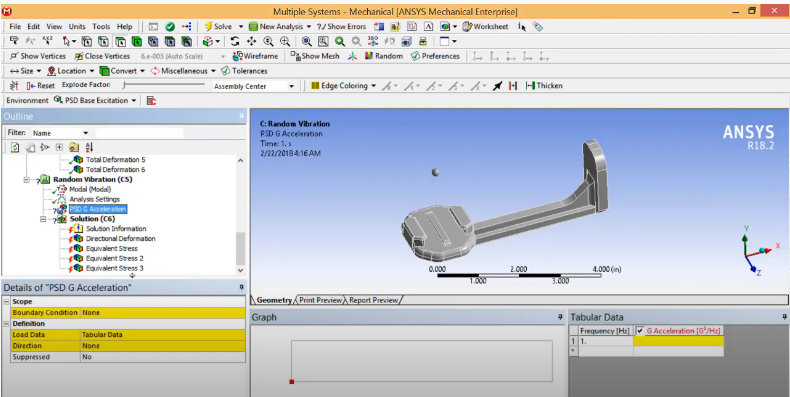 Multiple Systems - Mechanical [ANSYS Mechanical Enterprise]
File Edit View Units Tools Help Solve New Analysis ?/ Show Errors Worksheet
Show Vertices Close Vertices 6.e-005 (Auto Scale) Wireframe Show Mesh Random Preferences
Size Location Convert Miscellaneous Tolerances
Reset Explode Factor: Assembly Center Edge Coloring Thicken
Environment PSD Base Excitation
Outline
Filter: Name
Total Deformation 5
Total Deformation 6
Random Vibration (C5)
Modal (Modal)
Analysis Settings
PSD G Acceleration
Solution (C6)
Solution Information
Directional Deformation
Equivalent Stress
Equivalent Stress 2
Equivalent Stress 3
Details of "PSD G Acceleration"
Scope
Boundary Condition None
Definition
Load Data Tabular Data
Direction None
Suppressed No
C: Random Vibration
PSD G Acceleration
Time: 1. s
2/22/2018 4:16 AM
ANSYS
R18.2
Y
X
Z
0.000 2.000 4.000 (in)
1.000 3.000
Geometry Print Preview Report Preview
Graph
Tabular Data
Frequency [Hz] G Acceleration [G²/Hz]
1 1.
*